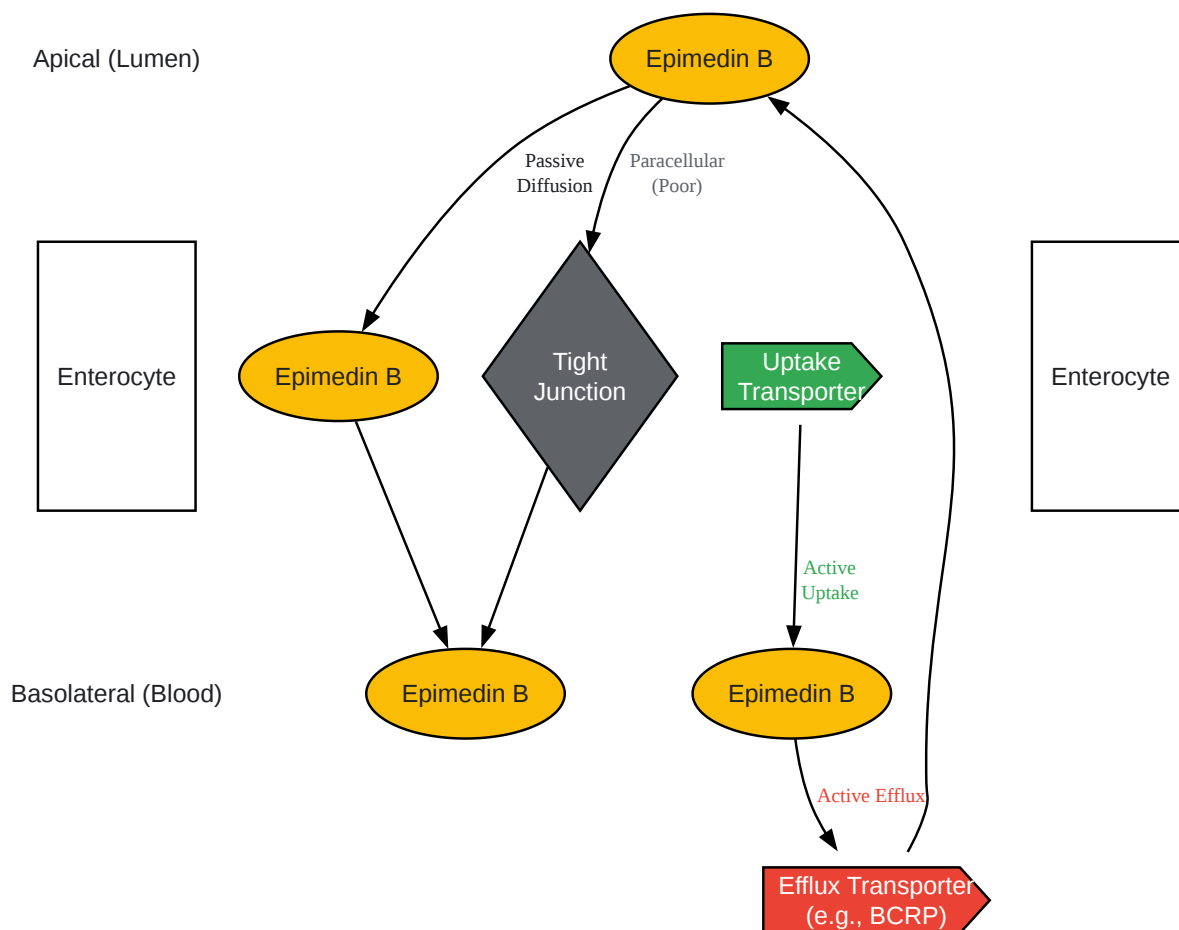 Apical (Lumen)
Epimedin B
Passive
Diffusion
Paracellular
(Poor)
Enterocyte
Epimedin B
Tight
Junction
Uptake
Transporter
Enterocyte
Active
Uptake
Basolateral (Blood)
Epimedin B
Epimedin B
Active Efflux
Efflux Transporter
(e.g., BCRP)